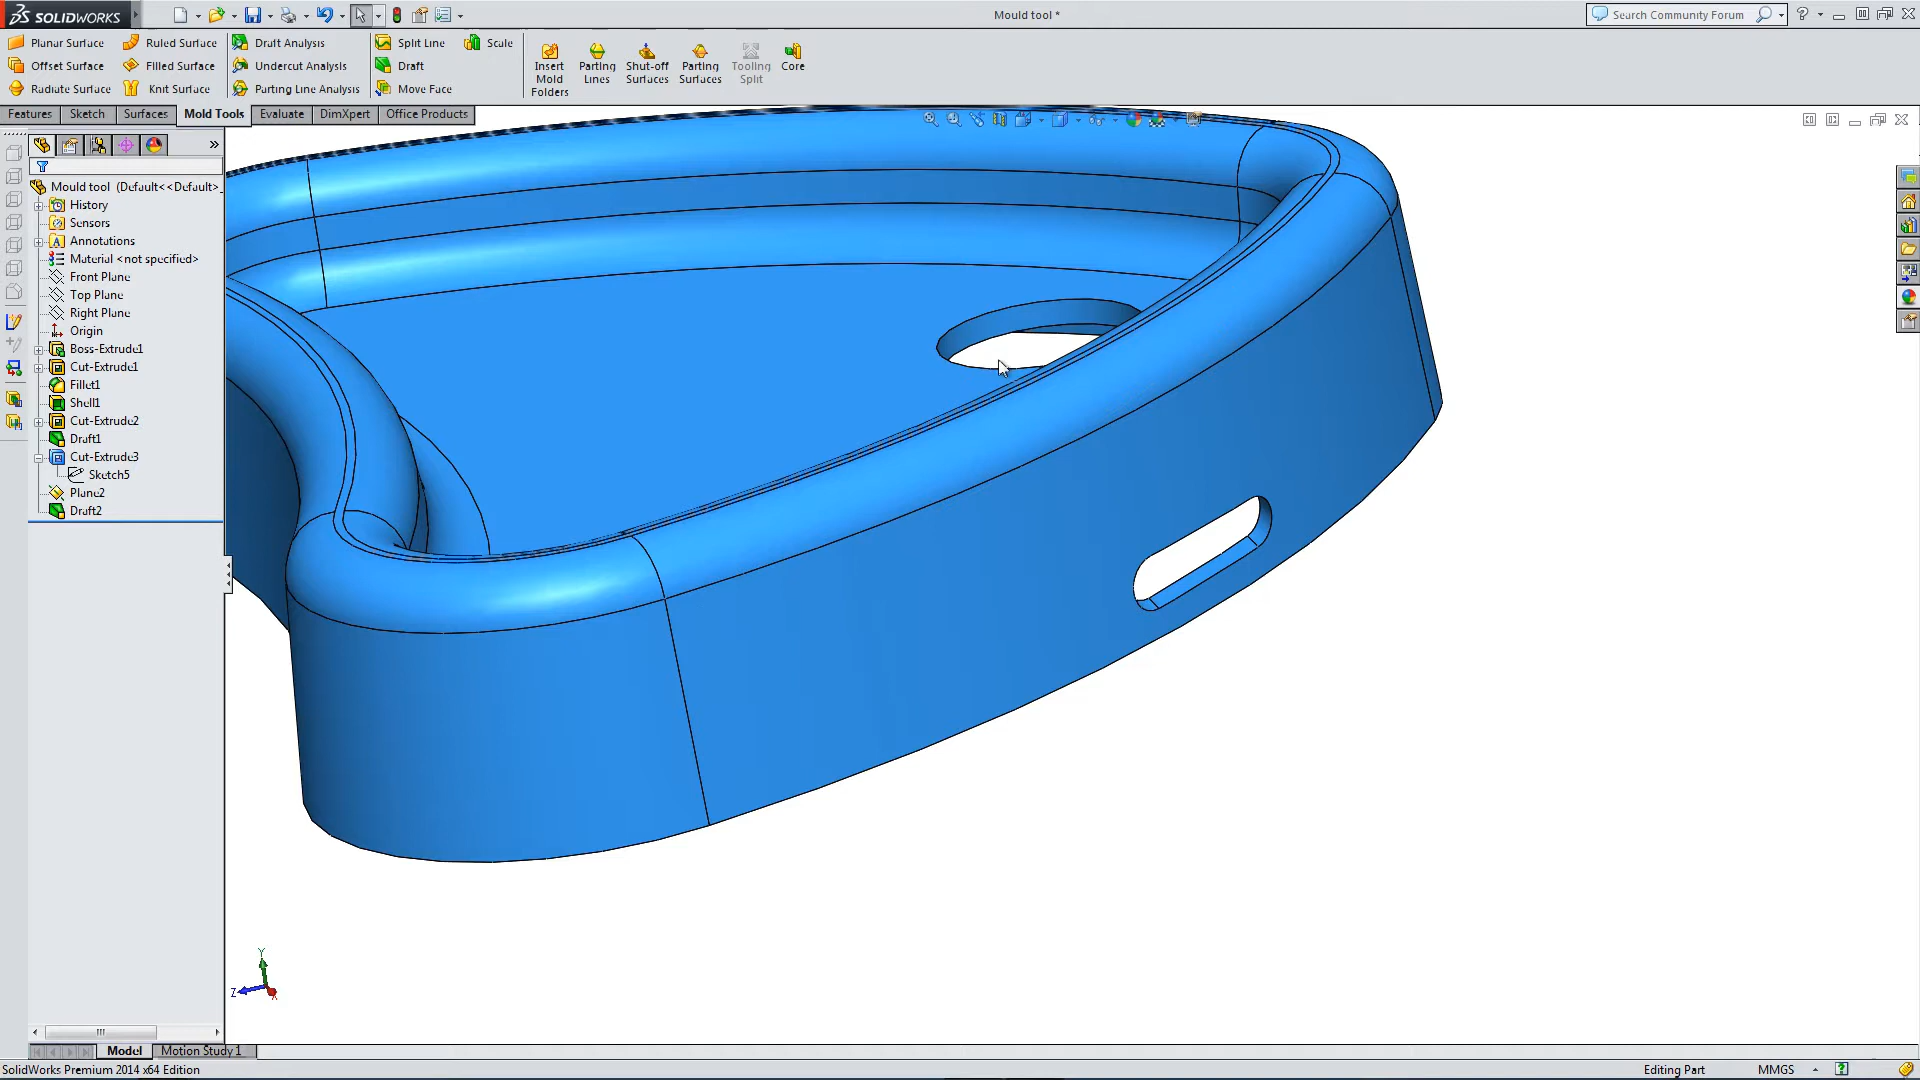 SOLIDWORKS
Mould tool *
Search Community Forum
Planar Surface Ruled Surface Draft Analysis Split Line Scale
Offset Surface Filled Surface Undercut Analysis Draft
Radiate Surface Knit Surface Parting Line Analysis Move Face
Insert Mold Folders
Parting Lines
Shut-off Surfaces
Parting Surfaces
Tooling Split
Core
Features Sketch Surfaces Mold Tools Evaluate DimXpert Office Products
Mould tool (Default<<Default>_
History
Sensors
Annotations
Material <not specified>
Front Plane
Top Plane
Right Plane
Origin
Boss-Extrude1
Cut-Extrude1
Fillet1
Shell1
Cut-Extrude2
Draft1
Cut-Extrude3
Sketch5
Plane2
Draft2
Y
Z
X
Model Motion Study 1
SolidWorks Premium 2014 x64 Edition
Editing Part MMGS